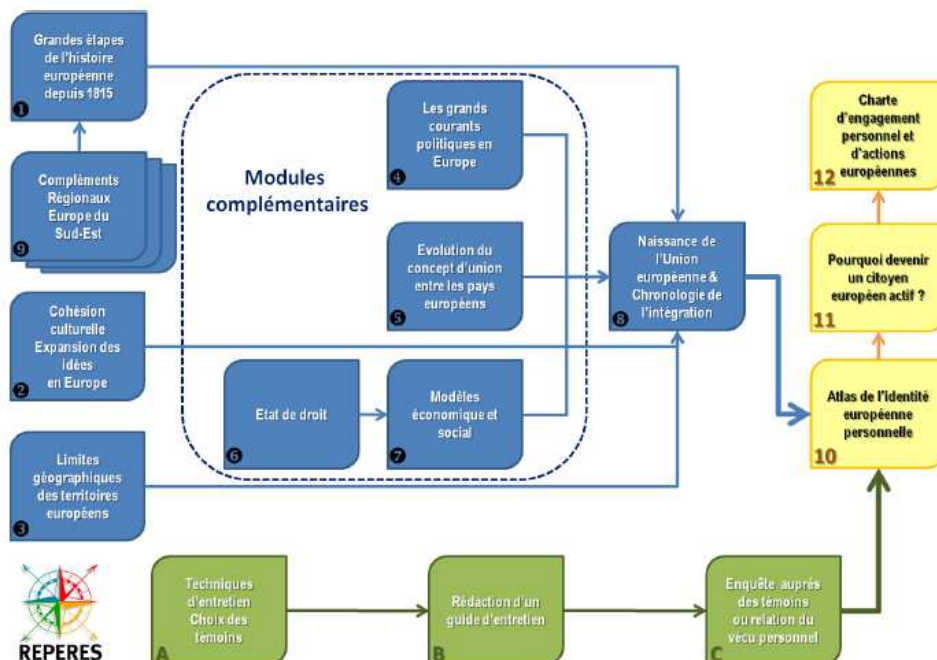 Grandes étapes
de l'histoire
européenne
depuis 1815
1
Compléments
Régionaux
Europe du
Sud-Est
9
Cohésion
culturelle
Expansion des
idées
en Europe
2
Limites
géographiques
des territoires
européens
3
Modules
complémentaires
Les grands
courants
politiques en
Europe
4
Evolution du
concept d'union
entre les pays
européens
5
Etat de droit
6
Modèles
économique et
social
7
Naissance de
l'Union
européenne &
Chronologie de
l'intégration
8
Charte
d'engagement
personnel et
d'actions
européennes
12
Pourquoi devenir
un citoyen
européen actif ?
11
Atlas de l'identité
européenne
personnelle
10
REPERES
Techniques
d'entretien
Choix des
témoins
A
Rédaction d'un
guide d'entretien
B
Enquête auprès
des témoins
ou relation du
vécu personnel
C